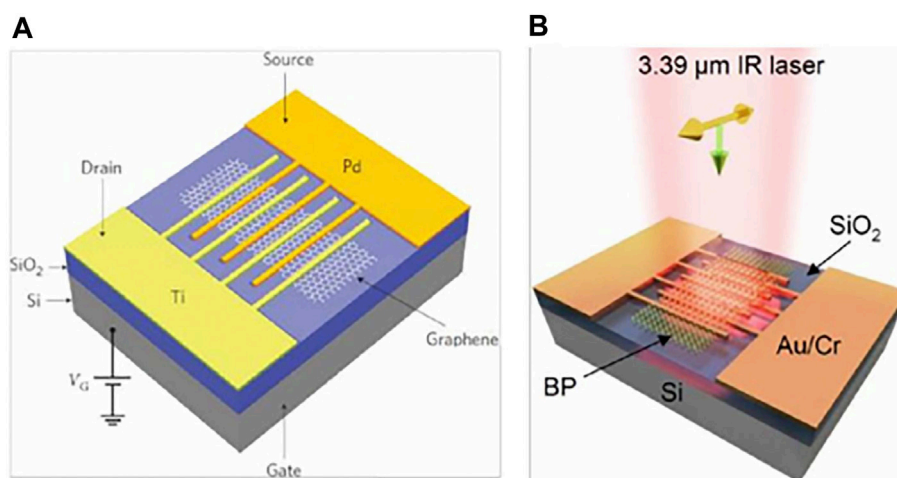 A
Source
Pd
Drain
SiO2
Si
Ti
Graphene
VG
Gate
B
3.39 μm IR laser
SiO2
Au/Cr
BP
Si